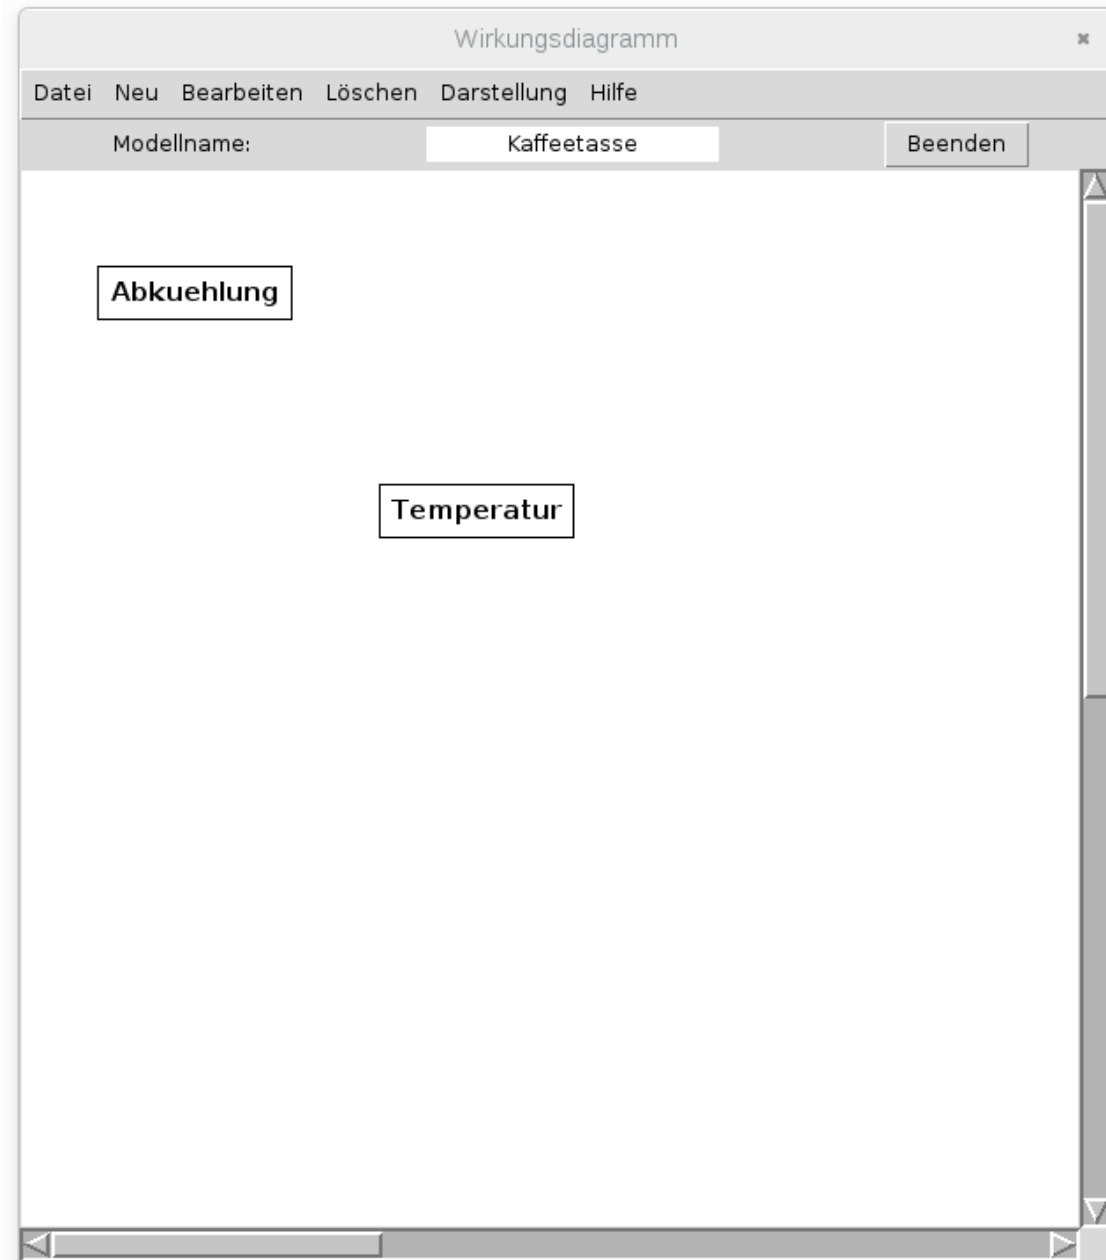 Wirkungsdiagramm
Datei Neu Bearbeiten Löschen Darstellung Hilfe
Modellname: Kaffeetasse Beenden
Abkuehlung
Temperatur